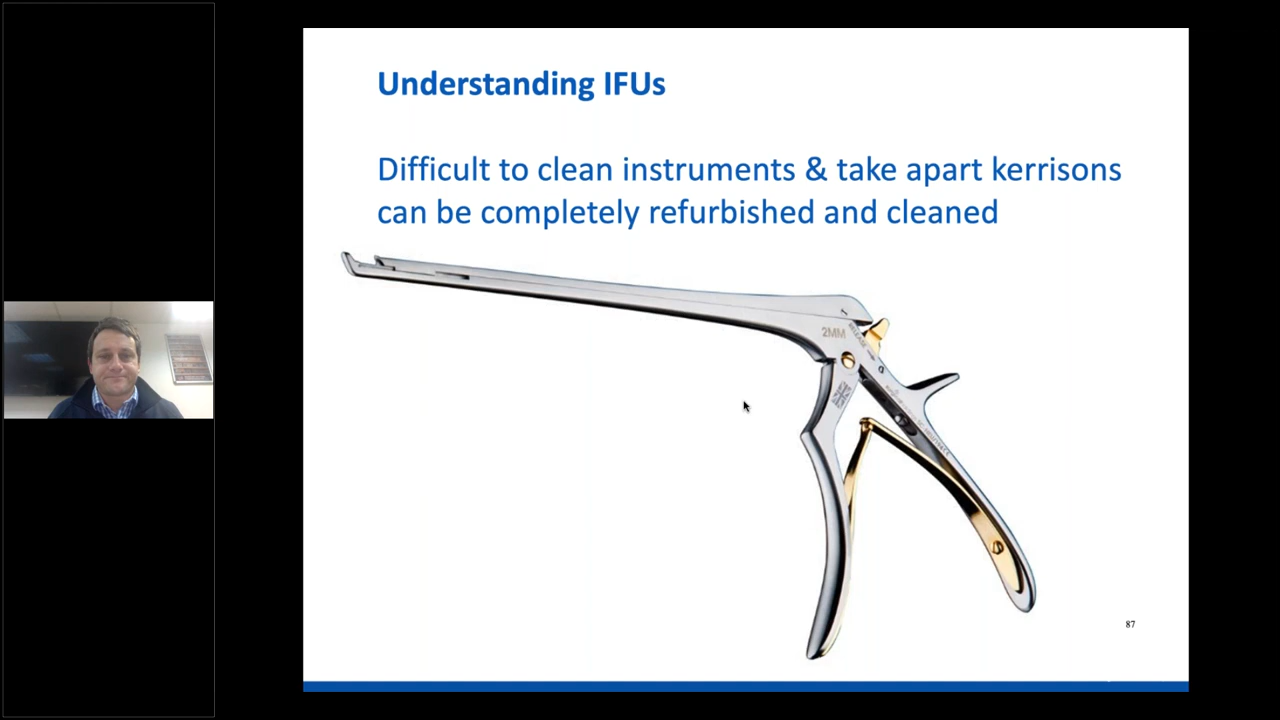 Understanding IFUs
Difficult to clean instruments & take apart kerrisons
can be completely refurbished and cleaned
2MM
87